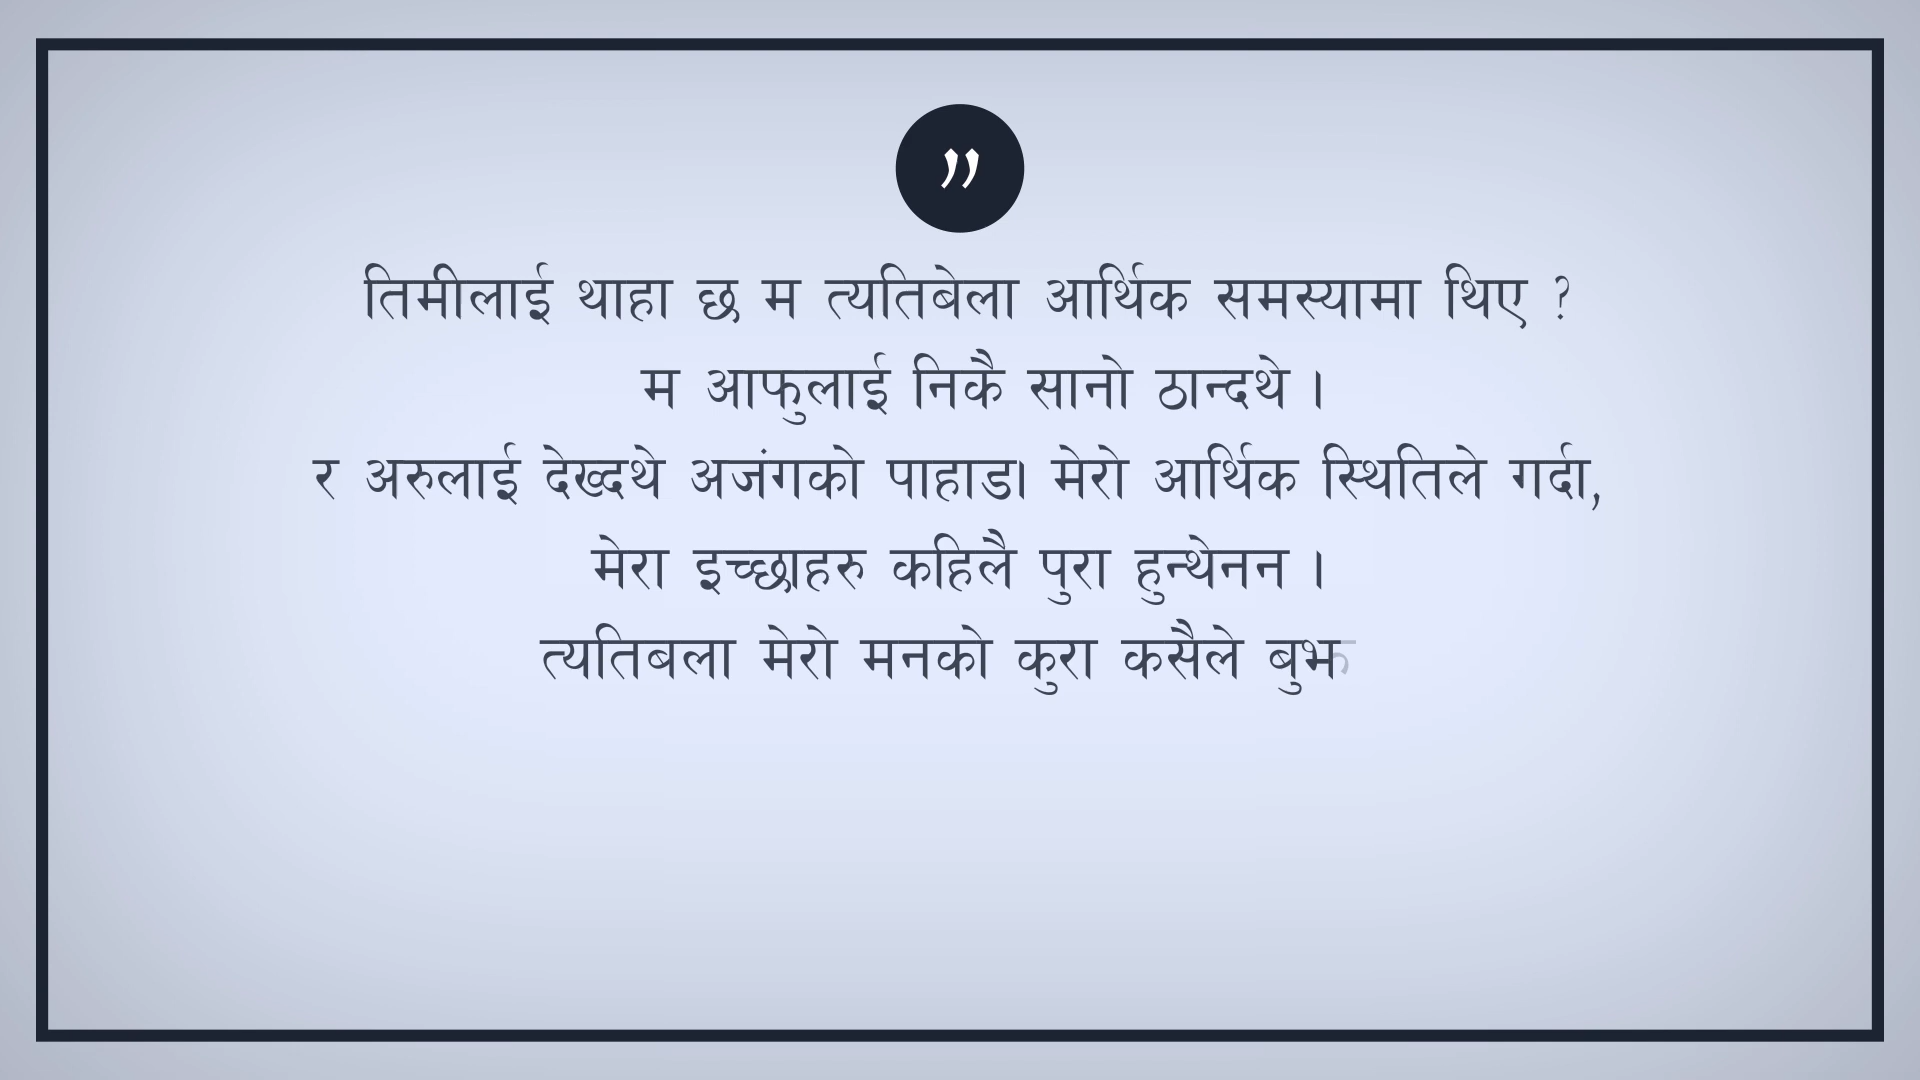 ”
तिमीलाई थाहा छ म त्यतिबेला आर्थिक समस्यामा थिए ?
म आफुलाई निकै सानो ठान्दथे ।
र अरुलाई देख्दथे अजंगको पाहाड। मेरो आर्थिक स्थितिले गर्दा,
मेरा इच्छाहरु कहिलै पुरा हुन्थेनन ।
त्यतिबला मेरो मनको कुरा कसैले बुझ